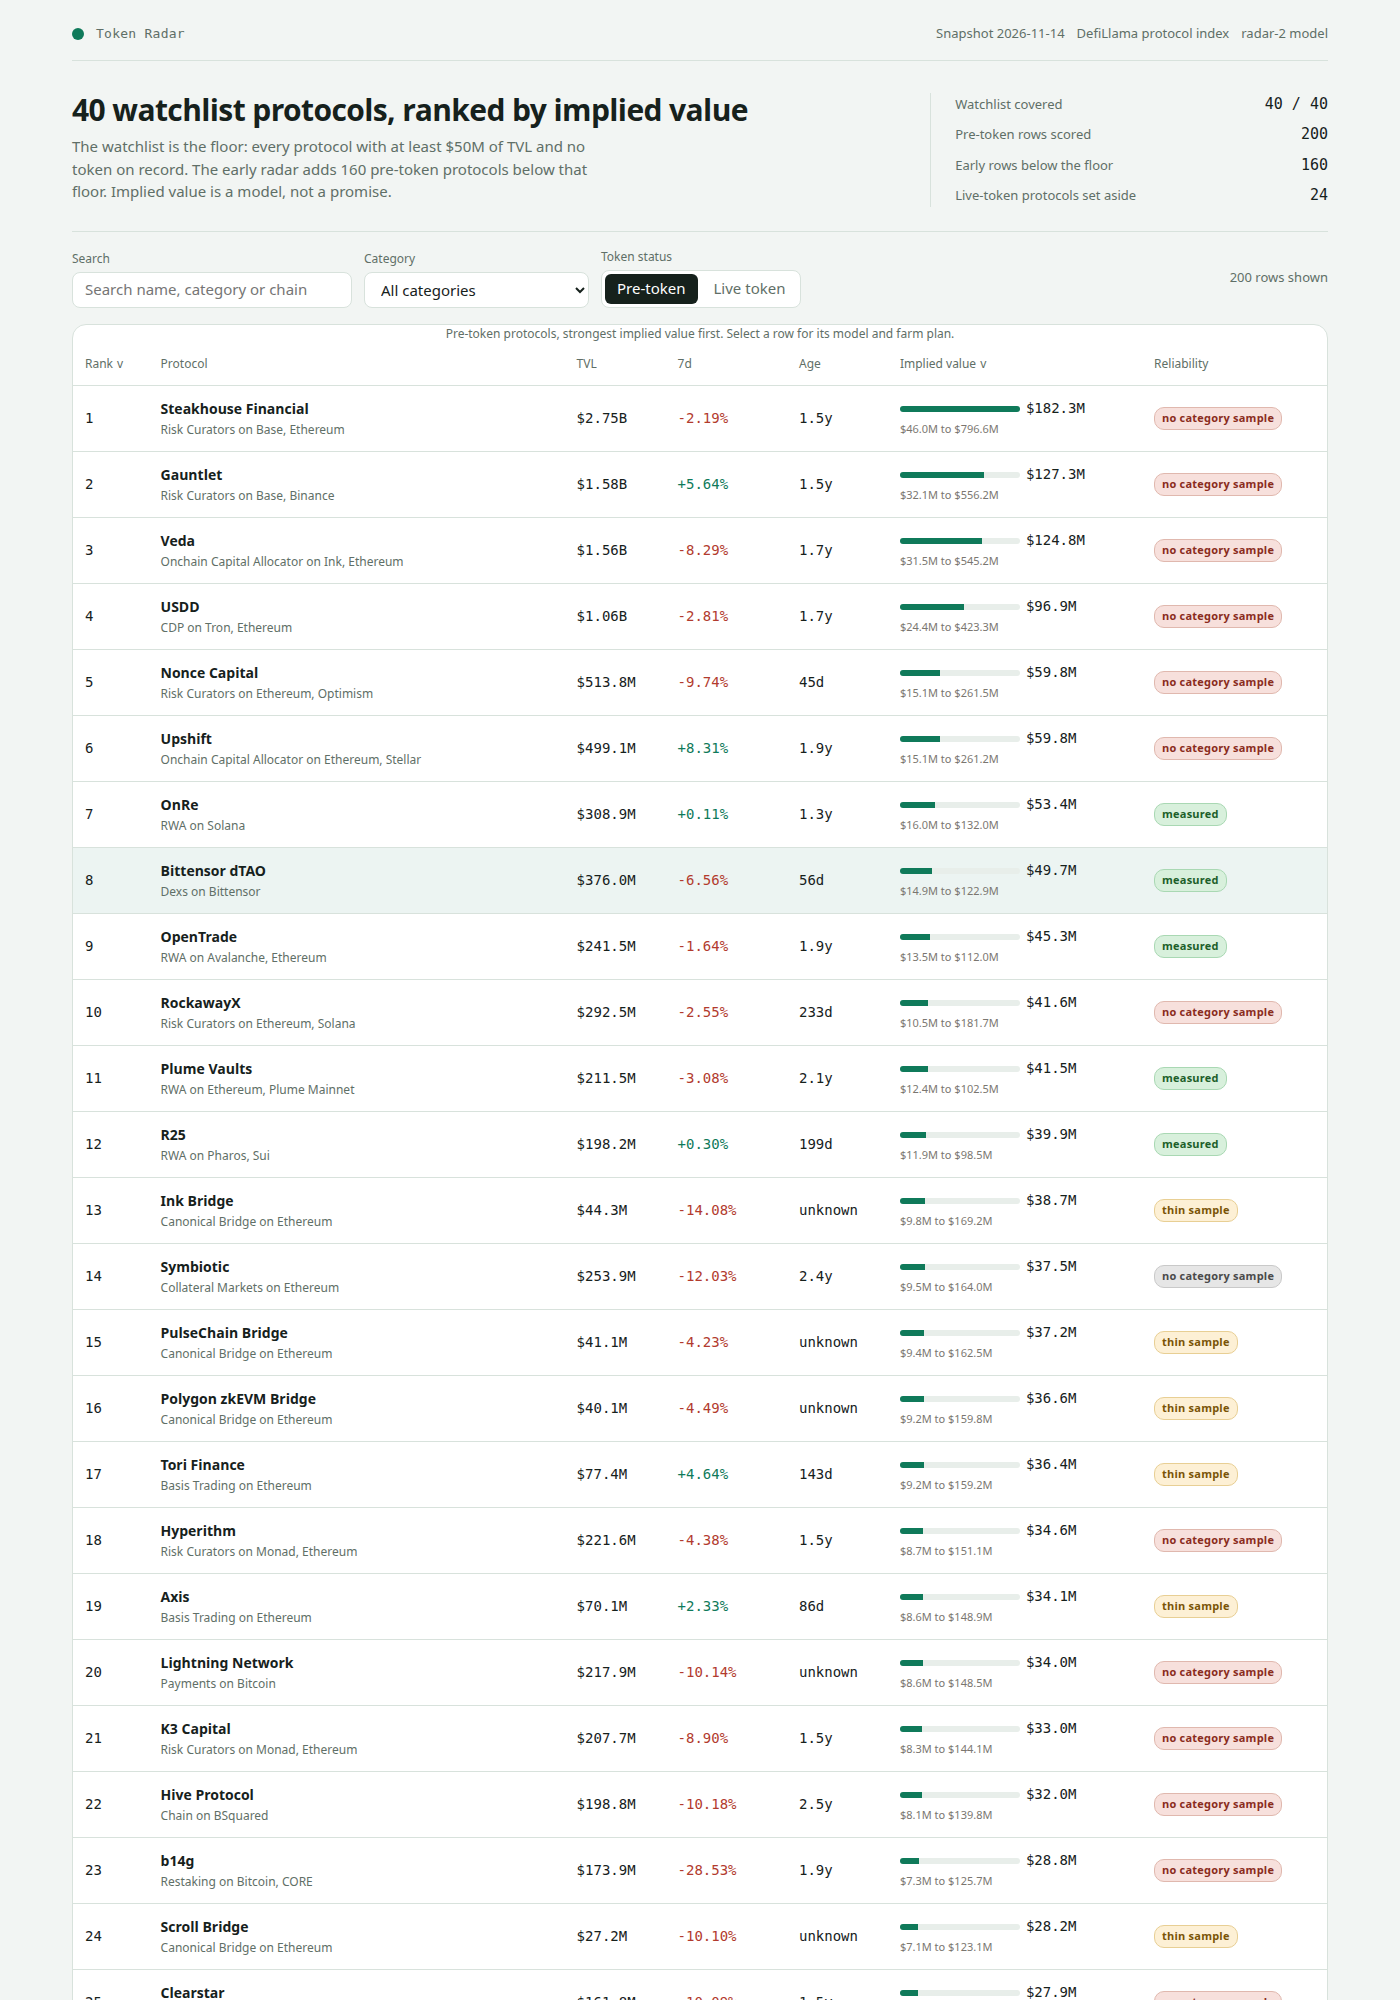 Token Radar
Snapshot 2026-11-14 DefiLlama protocol index radar-2 model
40 watchlist protocols, ranked by implied value
The watchlist is the floor: every protocol with at least $50M of TVL and no
token on record. The early radar adds 160 pre-token protocols below that
floor. Implied value is a model, not a promise.
Watchlist covered 40 / 40
Pre-token rows scored 200
Early rows below the floor 160
Live-token protocols set aside 24
Search
Category
Token status
Search name, category or chain
All categories
Pre-token Live token
200 rows shown
Pre-token protocols, strongest implied value first. Select a row for its model and farm plan.
Rank v Protocol TVL 7d Age Implied value v Reliability
1 Steakhouse Financial $2.75B -2.19% 1.5y $182.3M no category sample
Risk Curators on Base, Ethereum $46.0M to $796.6M
2 Gauntlet $1.58B +5.64% 1.5y $127.3M no category sample
Risk Curators on Base, Binance $32.1M to $556.2M
3 Veda $1.56B -8.29% 1.7y $124.8M no category sample
Onchain Capital Allocator on Ink, Ethereum $31.5M to $545.2M
4 USDD $1.06B -2.81% 1.7y $96.9M no category sample
CDP on Tron, Ethereum $24.4M to $423.3M
5 Nonce Capital $513.8M -9.74% 45d $59.8M no category sample
Risk Curators on Ethereum, Optimism $15.1M to $261.5M
6 Upshift $499.1M +8.31% 1.9y $59.8M no category sample
Onchain Capital Allocator on Ethereum, Stellar $15.1M to $261.2M
7 OnRe $308.9M +0.11% 1.3y $53.4M measured
RWA on Solana $16.0M to $132.0M
8 Bittensor dTAO $376.0M -6.56% 56d $49.7M measured
Dexs on Bittensor $14.9M to $122.9M
9 OpenTrade $241.5M -1.64% 1.9y $45.3M measured
RWA on Avalanche, Ethereum $13.5M to $112.0M
10 RockawayX $292.5M -2.55% 233d $41.6M no category sample
Risk Curators on Ethereum, Solana $10.5M to $181.7M
11 Plume Vaults $211.5M -3.08% 2.1y $41.5M measured
RWA on Ethereum, Plume Mainnet $12.4M to $102.5M
12 R25 $198.2M +0.30% 199d $39.9M measured
RWA on Pharos, Sui $11.9M to $98.5M
13 Ink Bridge $44.3M -14.08% unknown $38.7M thin sample
Canonical Bridge on Ethereum $9.8M to $169.2M
14 Symbiotic $253.9M -12.03% 2.4y $37.5M no category sample
Collateral Markets on Ethereum $9.5M to $164.0M
15 PulseChain Bridge $41.1M -4.23% unknown $37.2M thin sample
Canonical Bridge on Ethereum $9.4M to $162.5M
16 Polygon zkEVM Bridge $40.1M -4.49% unknown $36.6M thin sample
Canonical Bridge on Ethereum $9.2M to $159.8M
17 Tori Finance $77.4M +4.64% 143d $36.4M thin sample
Basis Trading on Ethereum $9.2M to $159.2M
18 Hyperithm $221.6M -4.38% 1.5y $34.6M no category sample
Risk Curators on Monad, Ethereum $8.7M to $151.1M
19 Axis $70.1M +2.33% 86d $34.1M thin sample
Basis Trading on Ethereum $8.6M to $148.9M
20 Lightning Network $217.9M -10.14% unknown $34.0M no category sample
Payments on Bitcoin $8.6M to $148.5M
21 K3 Capital $207.7M -8.90% 1.5y $33.0M no category sample
Risk Curators on Monad, Ethereum $8.3M to $144.1M
22 Hive Protocol $198.8M -10.18% 2.5y $32.0M no category sample
Chain on BSquared $8.1M to $139.8M
23 b14g $173.9M -28.53% 1.9y $28.8M no category sample
Restaking on Bitcoin, CORE $7.3M to $125.7M
24 Scroll Bridge $27.2M -10.10% unknown $28.2M thin sample
Canonical Bridge on Ethereum $7.1M to $123.1M
Clearstar $27.9M